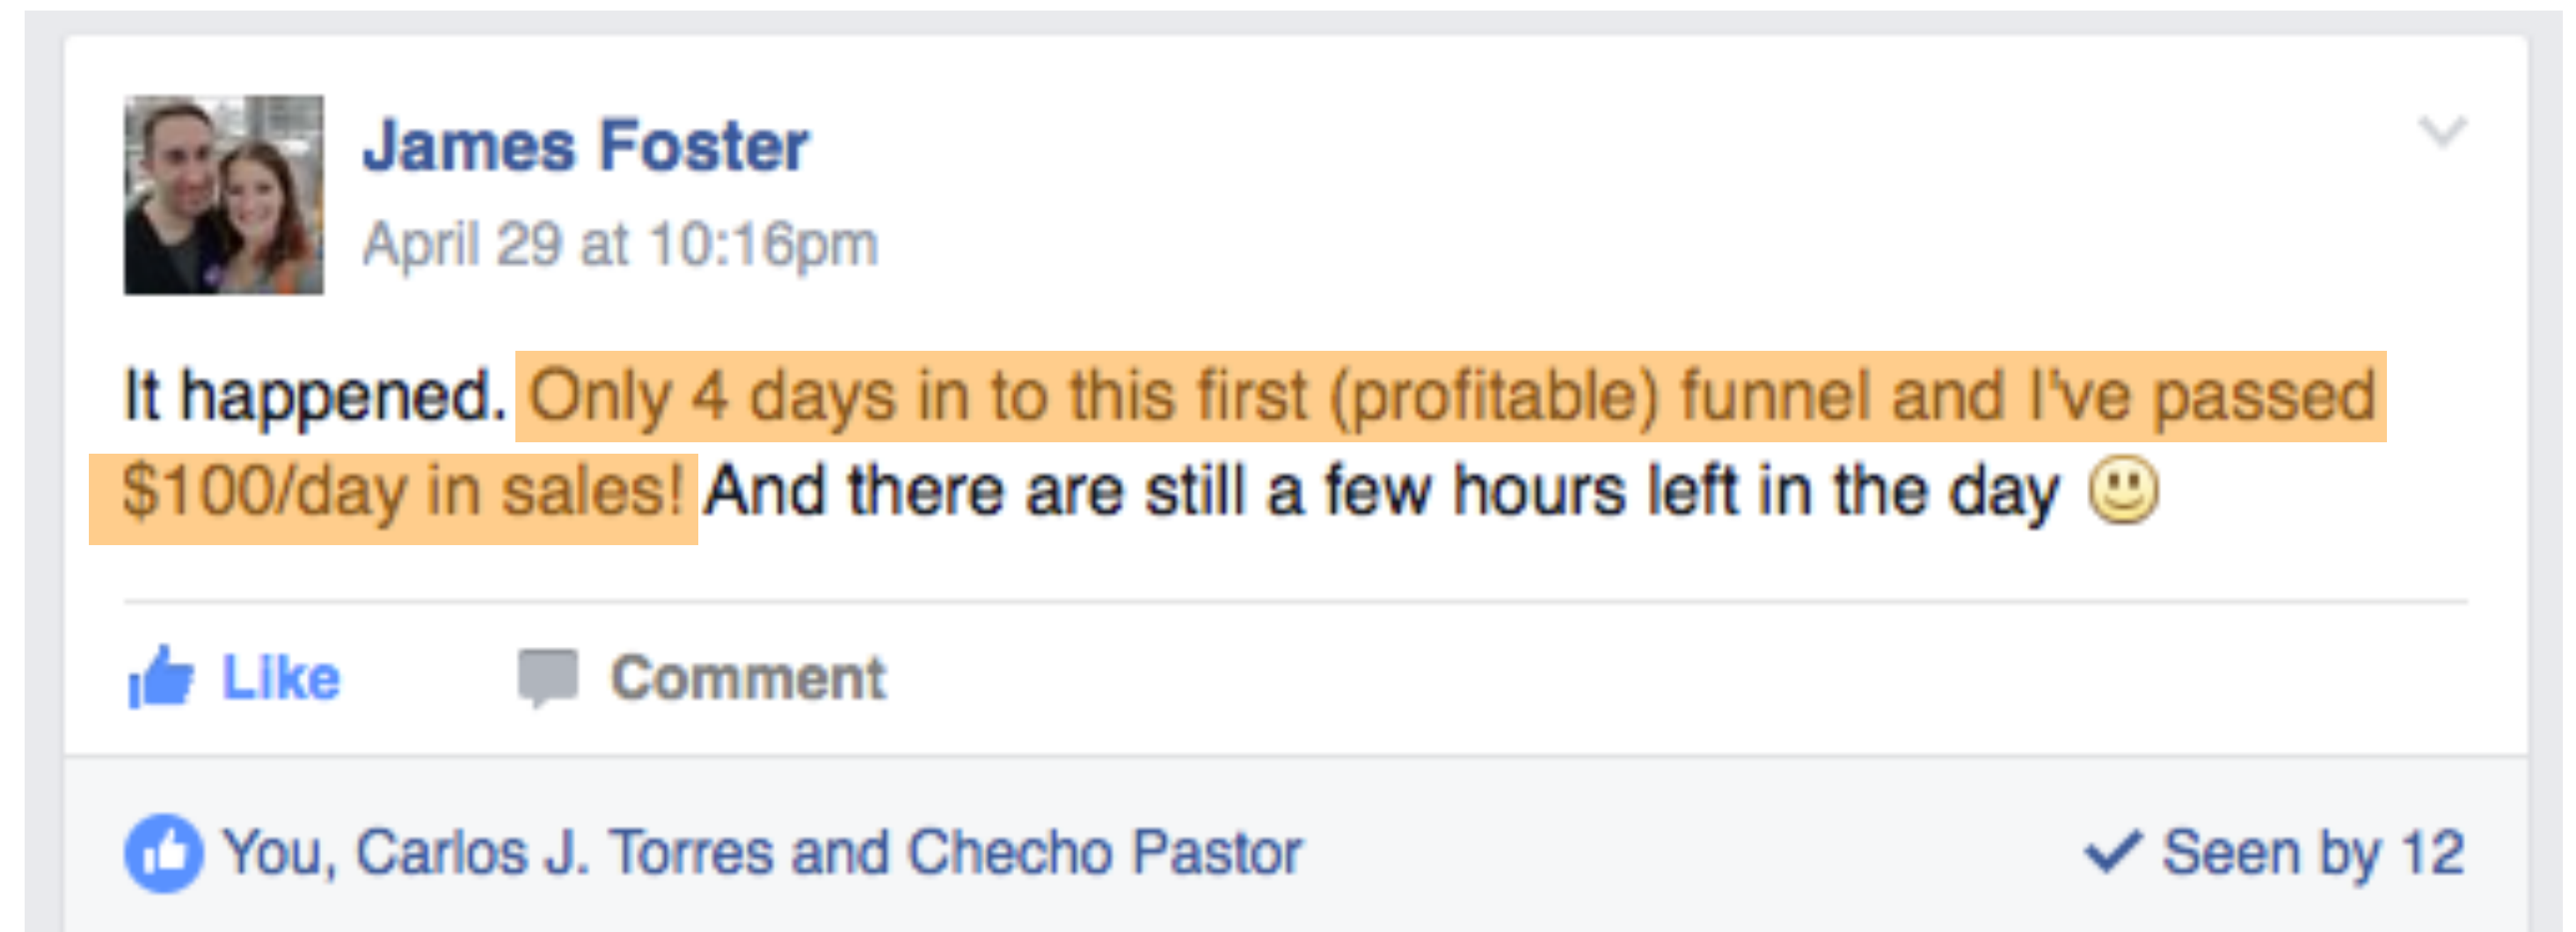 James Foster
April 29 at 10:16pm
It happened. Only 4 days in to this first (profitable) funnel and I've passed
$100/day in sales! And there are still a few hours left in the day
Like Comment
You, Carlos J. Torres and Checho Pastor Seen by 12